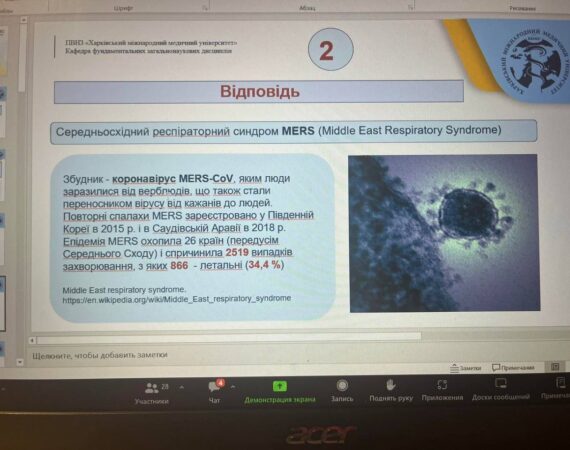 Шрифт
Абзац
Рисование
ПВНЗ «Харківський міжнародний медичний університет»
Кафедра фундаментальних загальнонаукових дисциплін
2
ХАРКІВСЬКИЙ МІЖНАРОДНИЙ МЕДИЧНИЙ УНІВЕРСИТЕТ
Відповідь
Середньосхідний респіраторний синдром MERS (Middle East Respiratory Syndrome)
Збудник - коронавірус MERS-CoV, яким люди
заразилися від верблюдів, що також стали
переносником вірусу від кажанів до людей.
Повторні спалахи MERS зареєстровано у Південній
Кореї в 2015 р. і в Саудівській Аравії в 2018 р.
Епідемія MERS охопила 26 країн (передусім
Середнього Сходу) і спричинила 2519 випадків
захворювання, з яких 866 - летальні (34,4 %)
Middle East respiratory syndrome.
https://en.wikipedia.org/wiki/Middle_East_respiratory_syndrome
Щелкните, чтобы добавить заметки
Заметки
Примечания
28
4
Участники
Чат
Демонстрация экрана
Запись
Поднять руку
Приложения
Доски сообщений
Примеча
acer